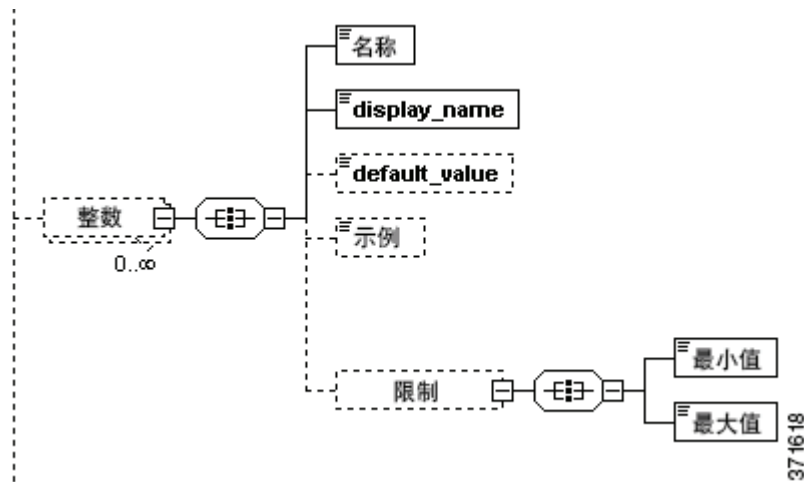 名称
display_name
default_value
整数
0..∞
示例
限制
最小值
最大值
371618